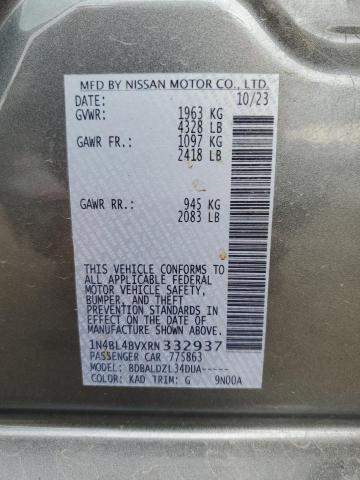 MFD BY NISSAN MOTOR CO., LTD.
DATE: 10/23
GVWR: 1963 KG
4328 LB
GAWR FR: 1097 KG
2418 LB
GAWR RR: 945 KG
2083 LB
THIS VEHICLE CONFORMS TO
ALL APPLICABLE FEDERAL
MOTOR VEHICLE SAFETY,
BUMPER, AND THEFT
PREVENTION STANDARDS IN
EFFECT ON THE DATE OF
MANUFACTURE SHOWN ABOVE.
1N4BL4BVXRN332937
PASSENGER CAR 775863
MODEL: BDBALDZL34DUA-----
COLOR: KAD TRIM: G 9N00A